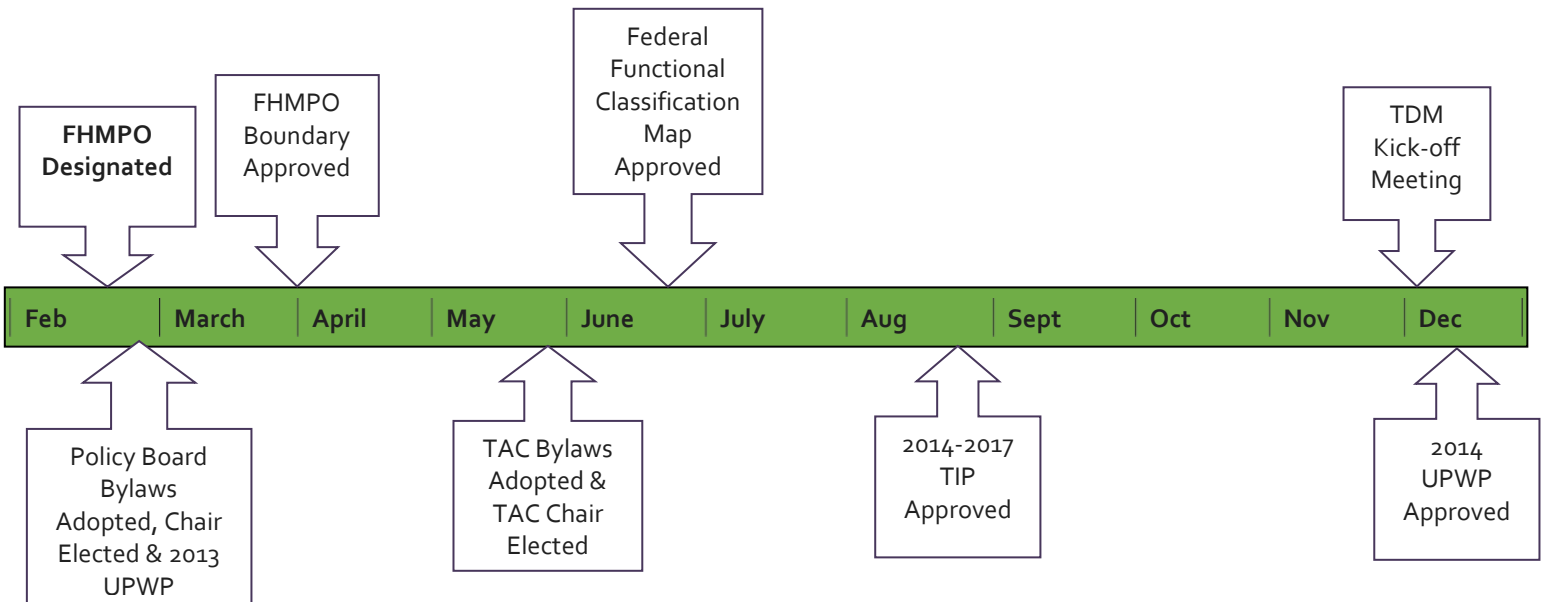 FHMPO
Designated
FHMPO
Boundary
Approved
Federal
Functional
Classification
Map
Approved
TDM
Kick-off
Meeting
Feb March April May June July Aug Sept Oct Nov Dec
Policy Board
Bylaws
Adopted, Chair
Elected & 2013
UPWP
TAC Bylaws
Adopted &
TAC Chair
Elected
2014-2017
TIP
Approved
2014
UPWP
Approved